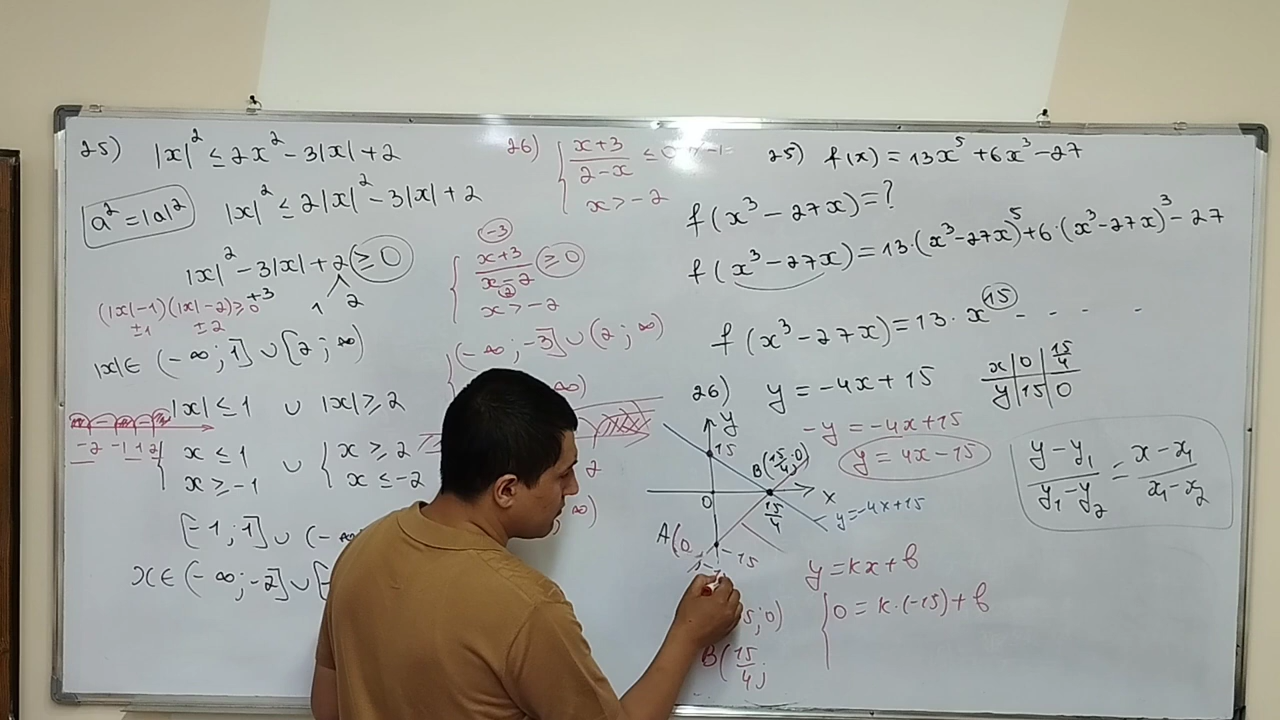 25) |x|² ≤ 2x² - 3|x| + 2
a² = |a|²
|x|² ≤ 2|x|² - 3|x| + 2
|x|² - 3|x| + 2 ≥ 0
1 2
(|x|-1)(|x|-2) ≥ 0 +3
±1 ±2
|x| ∈ (-∞; 1] ∪ [2; ∞)
|x| ≤ 1 ∪ |x| ≥ 2
-2 -1 1 2
{ x ≤ 1 ∪ { x ≥ 2
x ≥ -1 x ≤ -2
[-1; 1] ∪ (-∞
x ∈ (-∞; -2] ∪ [-
26) { x+3 / 2-x ≤ 0
x > -2
-3
{ x+3 / x-2 ≥ 0
2
x > -2
{ (-∞; -3] ∪ (2; ∞)
∞)
2
; ∞)
25) f(x) = 13x⁵ + 6x³ - 27
f(x³ - 27x) = ?
f(x³ - 27x) = 13·(x³ - 27x)⁵ + 6·(x³ - 27x)³ - 27
f(x³ - 27x) = 13·x¹⁵ - - - -
26) y = -4x + 15
x | 0 | 15/4
y | 15 | 0
-y = -4x + 15
y = 4x - 15
y - y₁ / y₁ - y₂ = x - x₁ / x₁ - x₂
y
15
B(15/4; 0)
0
x
15/4
y = -4x + 15
A(0;
-15
y = kx + b
{ 0 = k·(-15) + b
5; 0)
B(15/4;